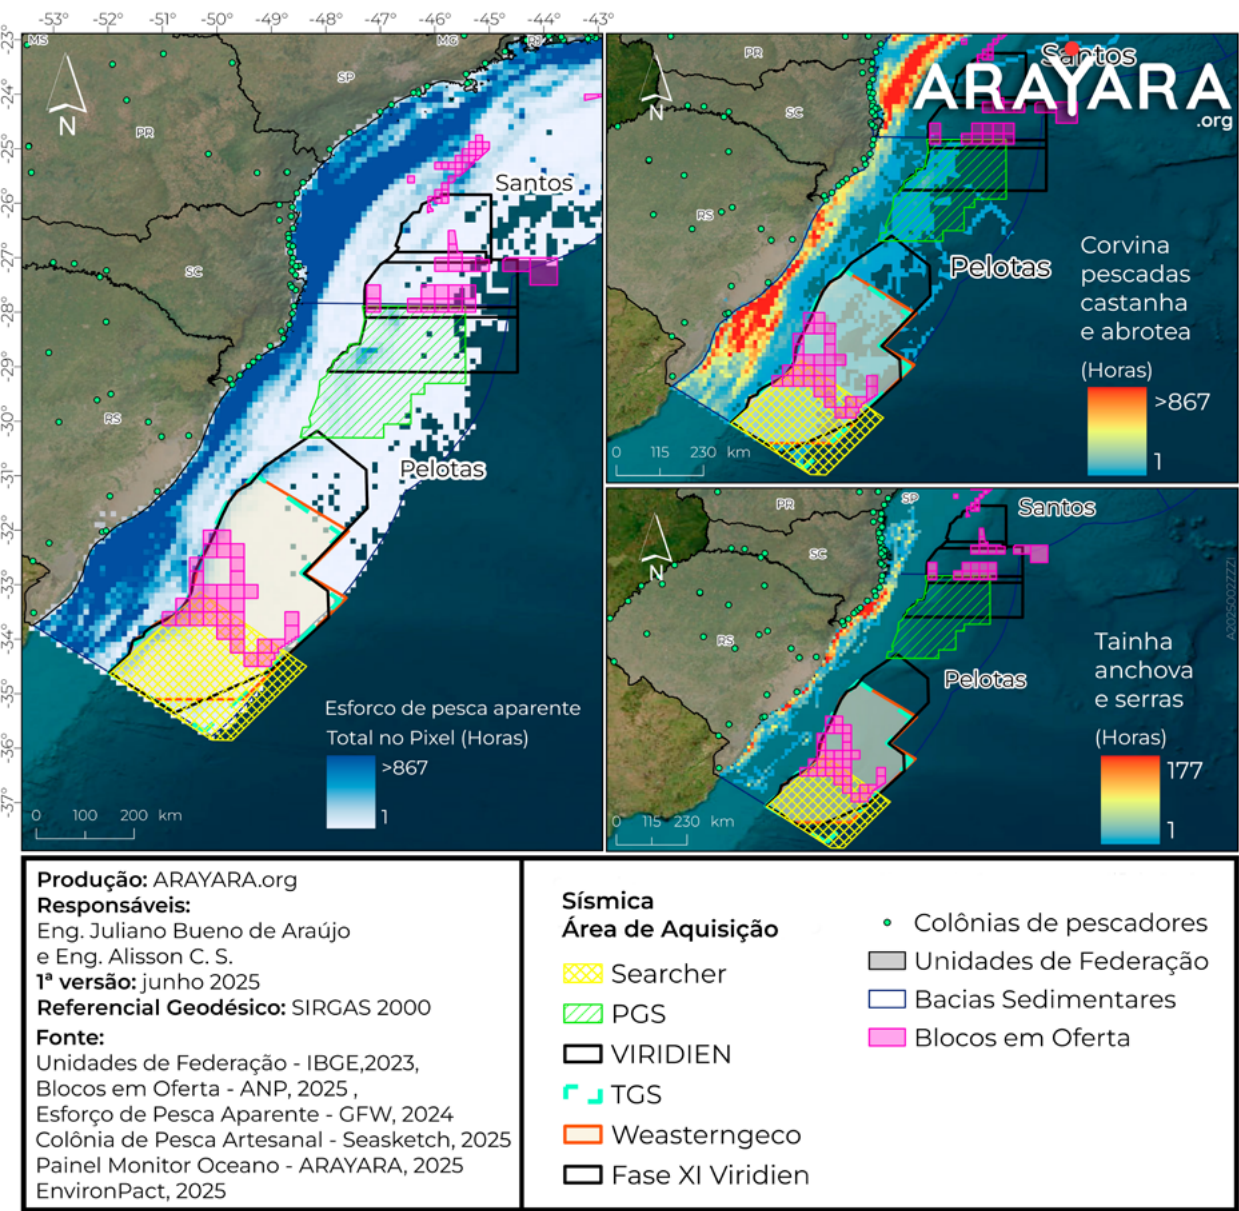 -53° -52° -51° -50° -49° -48° -47° -46° -45° -44° -43°
-23°
-24°
-25°
-26°
-27°
-28°
-29°
-30°
-31°
-32°
-33°
-34°
-35°
-36°
-37°
MS
MG
RJ
SP
PR
SC
RS
N
Santos
Pelotas
Esforco de pesca aparente
Total no Pixel (Horas)
>867
1
0 100 200 km
PR
SC
RS
N
Santos
ARAYARA
.org
Pelotas
Corvina
pescadas
castanha
e abrotea
(Horas)
>867
1
0 115 230 km
PR
SP
SC
RS
N
Santos
Pelotas
A2025002ZZZL
Tainha
anchova
e serras
(Horas)
177
1
0 115 230 km
Produção: ARAYARA.org
Responsáveis:
Eng. Juliano Bueno de Araújo
e Eng. Alisson C. S.
1ª versão: junho 2025
Referencial Geodésico: SIRGAS 2000
Fonte:
Unidades de Federação - IBGE,2023,
Blocos em Oferta - ANP, 2025 ,
Esforço de Pesca Aparente - GFW, 2024
Colônia de Pesca Artesanal - Seasketch, 2025
Painel Monitor Oceano - ARAYARA, 2025
EnvironPact, 2025
Sísmica
Área de Aquisição
Searcher
PGS
VIRIDIEN
TGS
Weasterngeco
Fase XI Viridien
Colônias de pescadores
Unidades de Federação
Bacias Sedimentares
Blocos em Oferta